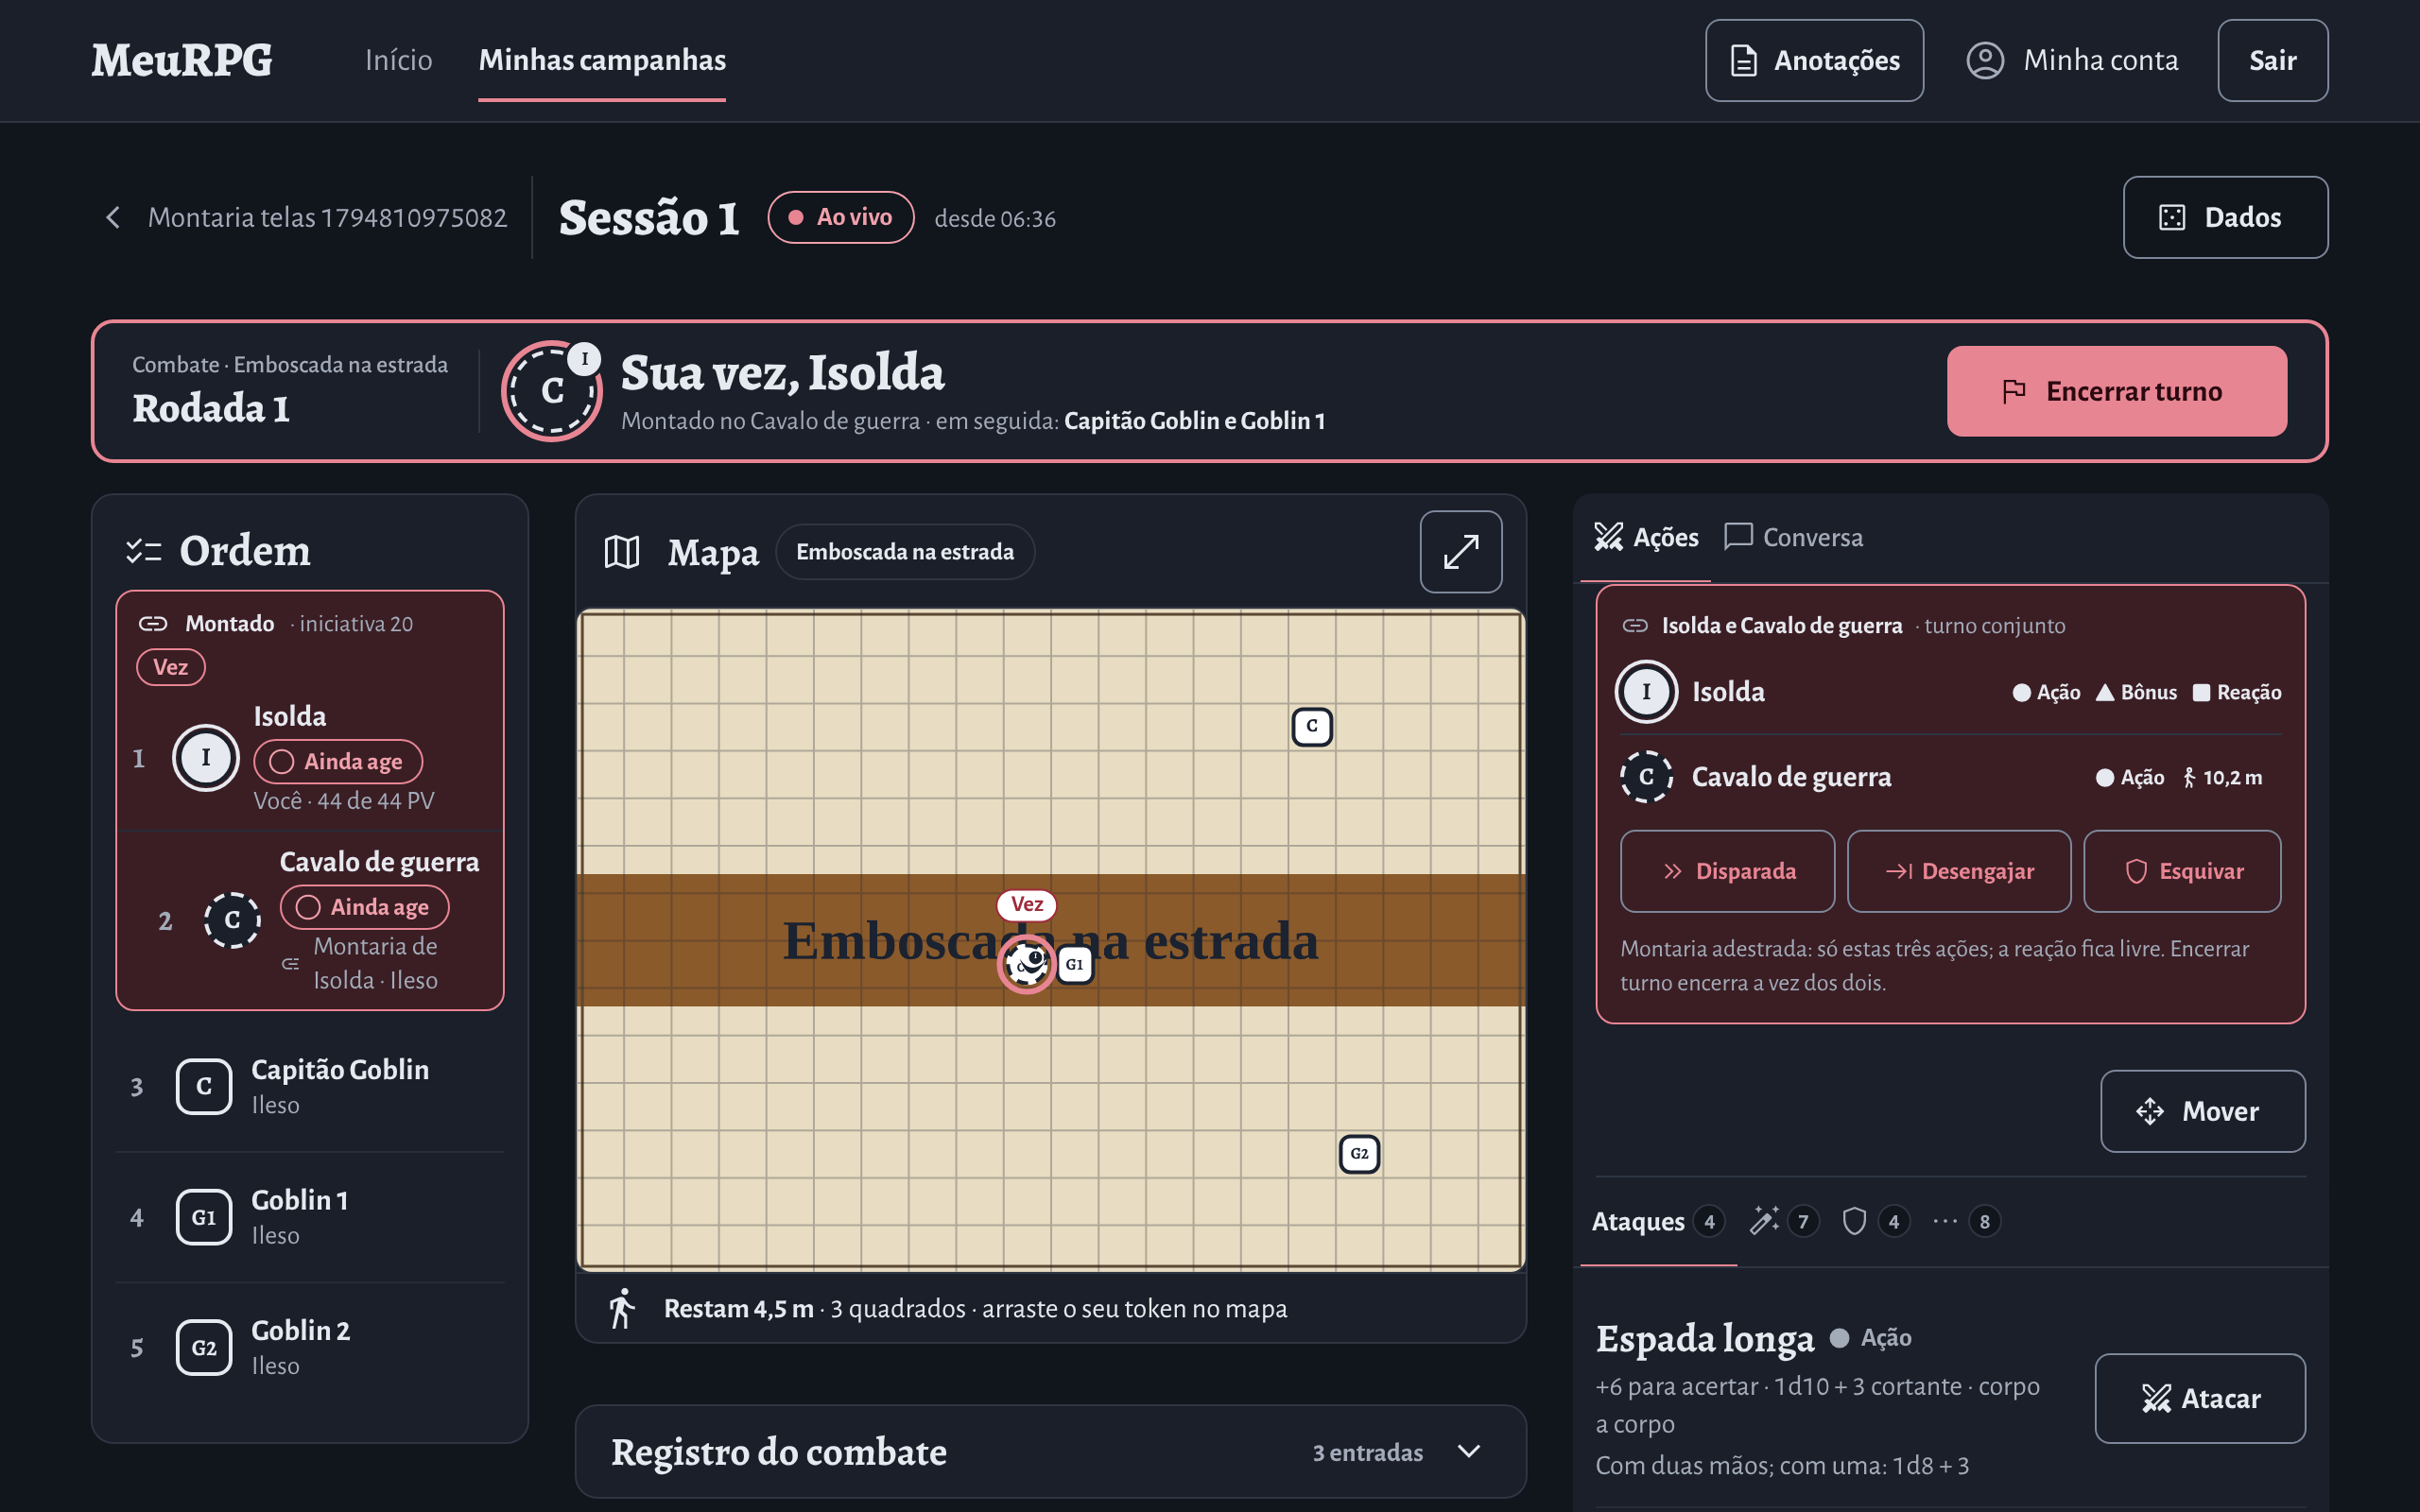 MeuRPG
Início
Minhas campanhas
Anotações
Minha conta
Sair
Montaria telas 1794810975082
Sessão 1
Ao vivo
desde 06:36
Dados
Combate · Emboscada na estrada
Rodada 1
C
I
Sua vez, Isolda
Montado no Cavalo de guerra · em seguida: Capitão Goblin e Goblin 1
Encerrar turno
Ordem
Montado · iniciativa 20
Vez
1
I
Isolda
Ainda age
Você · 44 de 44 PV
2
C
Cavalo de guerra
Ainda age
Montaria de
Isolda · Ileso
3
C
Capitão Goblin
Ileso
4
G1
Goblin 1
Ileso
5
G2
Goblin 2
Ileso
Mapa
Emboscada na estrada
C
Vez
Emboscada na estrada
G1
G2
Restam 4,5 m · 3 quadrados · arraste o seu token no mapa
Registro do combate
3 entradas
Ações
Conversa
Isolda e Cavalo de guerra · turno conjunto
I
Isolda
Ação
Bônus
Reação
C
Cavalo de guerra
Ação
10,2 m
Disparada
Desengajar
Esquivar
Montaria adestrada: só estas três ações; a reação fica livre. Encerrar
turno encerra a vez dos dois.
Mover
Ataques 4
7
4
8
Espada longa
Ação
+6 para acertar · 1d10 + 3 cortante · corpo
a corpo
Com duas mãos; com uma: 1d8 + 3
Atacar